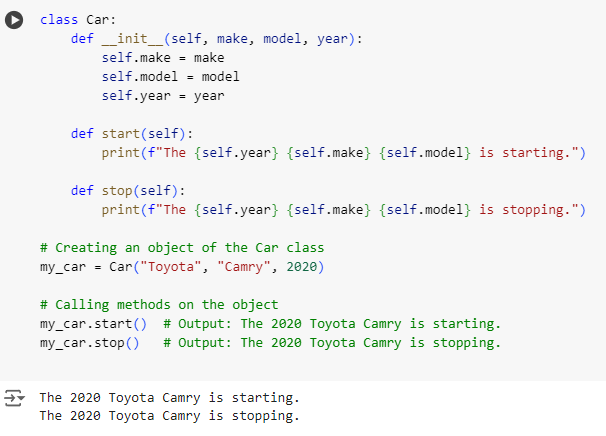 class Car:
    def __init__(self, make, model, year):
        self.make = make
        self.model = model
        self.year = year

    def start(self):
        print(f"The {self.year} {self.make} {self.model} is starting.")

    def stop(self):
        print(f"The {self.year} {self.make} {self.model} is stopping.")

# Creating an object of the Car class
my_car = Car("Toyota", "Camry", 2020)

# Calling methods on the object
my_car.start()  # Output: The 2020 Toyota Camry is starting.
my_car.stop()   # Output: The 2020 Toyota Camry is stopping.

The 2020 Toyota Camry is starting.
The 2020 Toyota Camry is stopping.